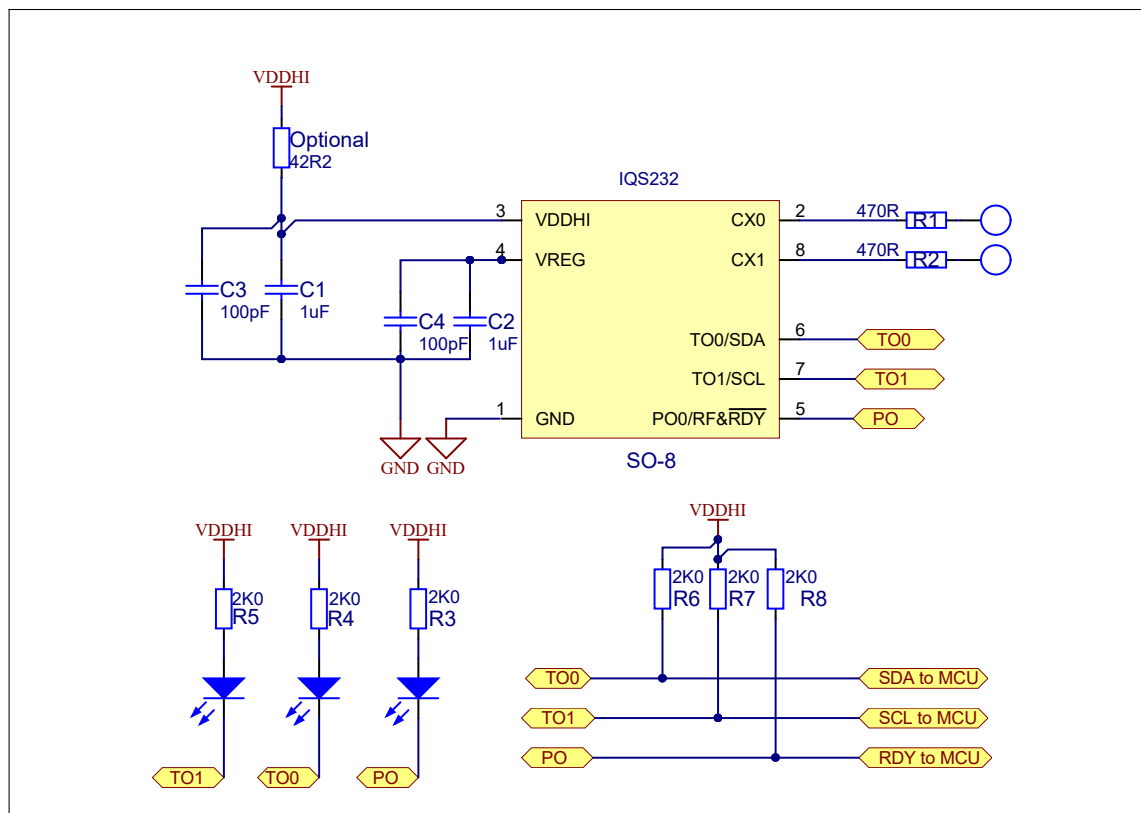 VDDHI
Optional
42R2
IQS232
3 VDDHI CX0 2 470R R1
4 VREG CX1 8 470R R2
C3 C1
100pF 1uF
C4 C2
100pF 1uF
TO0/SDA 6 TO0
TO1/SCL 7 TO1
1 GND PO0/RF&RDY 5 PO
GND GND
SO-8
VDDHI VDDHI VDDHI
2K0 2K0 2K0
R5 R4 R3
TO1 TO0 PO
VDDHI
2K0 2K0 2K0
R6 R7 R8
TO0 SDA to MCU
TO1 SCL to MCU
PO RDY to MCU